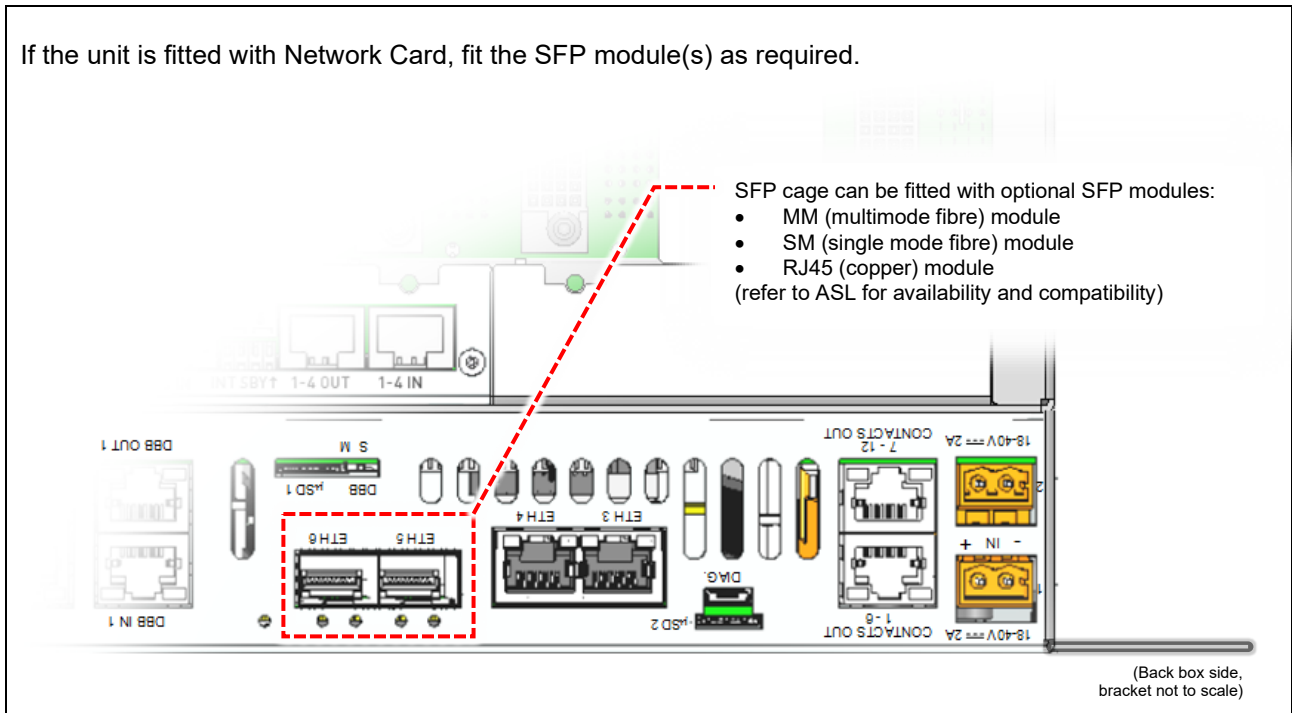 If the unit is fitted with Network Card, fit the SFP module(s) as required.
SFP cage can be fitted with optional SFP modules:
• MM (multimode fibre) module
• SM (single mode fibre) module
• RJ45 (copper) module
(refer to ASL for availability and compatibility)
INT SBY↑ 1-4 OUT 1-4 IN
DBB OUT 1
S M
µSD 1 DBB
ETH 6 ETH 5
ETH 4 ETH 3
CONTACTS OUT
7 - 12
18-40V 2A
2
+ IN -
DIAG.
1
DBB IN 1
µSD 2
1 - 6
CONTACTS OUT
18-40V 2A
(Back box side,
bracket not to scale)